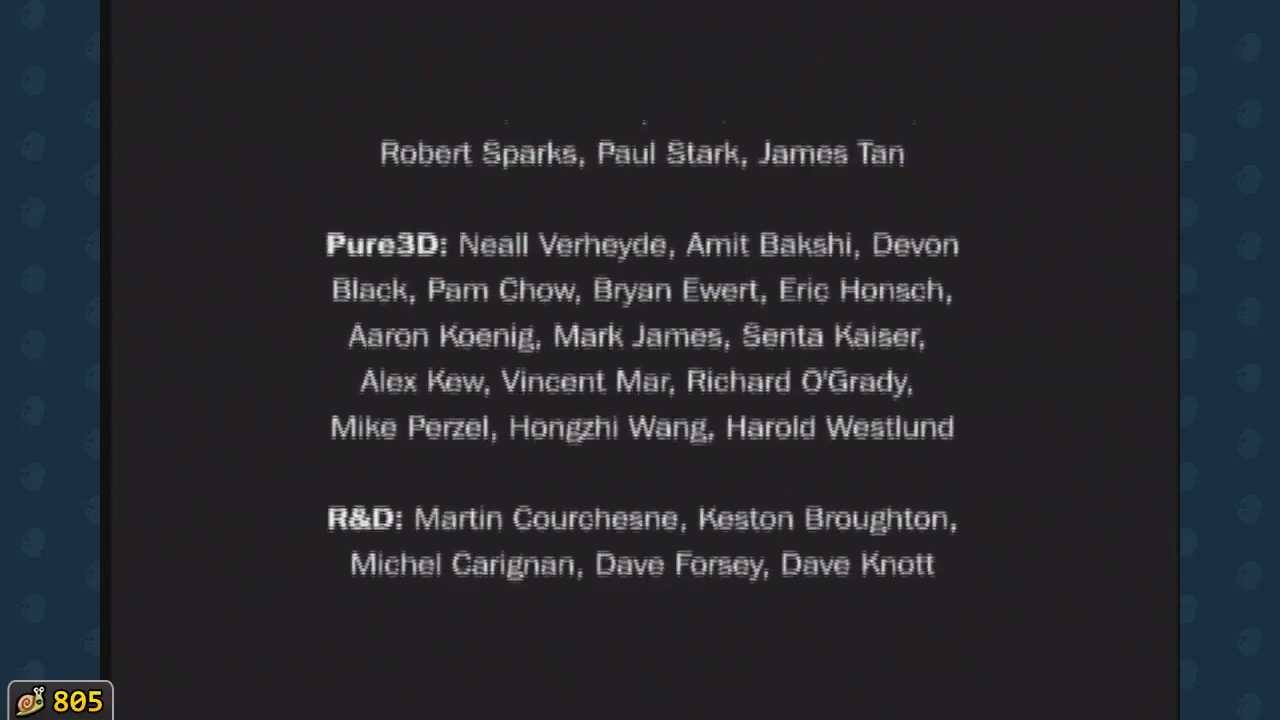 Robert Sparks, Paul Stark, James Tan
Pure3D: Neall Verheyde, Amit Bakshi, Devon
Black, Pam Chow, Bryan Ewert, Eric Honsch,
Aaron Koenig, Mark James, Senta Kaiser,
Alex Kew, Vincent Mar, Richard O'Grady,
Mike Perzel, Hongzhi Wang, Harold Westlund
R&D: Martin Courchesne, Keston Broughton,
Michel Carignan, Dave Forsey, Dave Knott
805